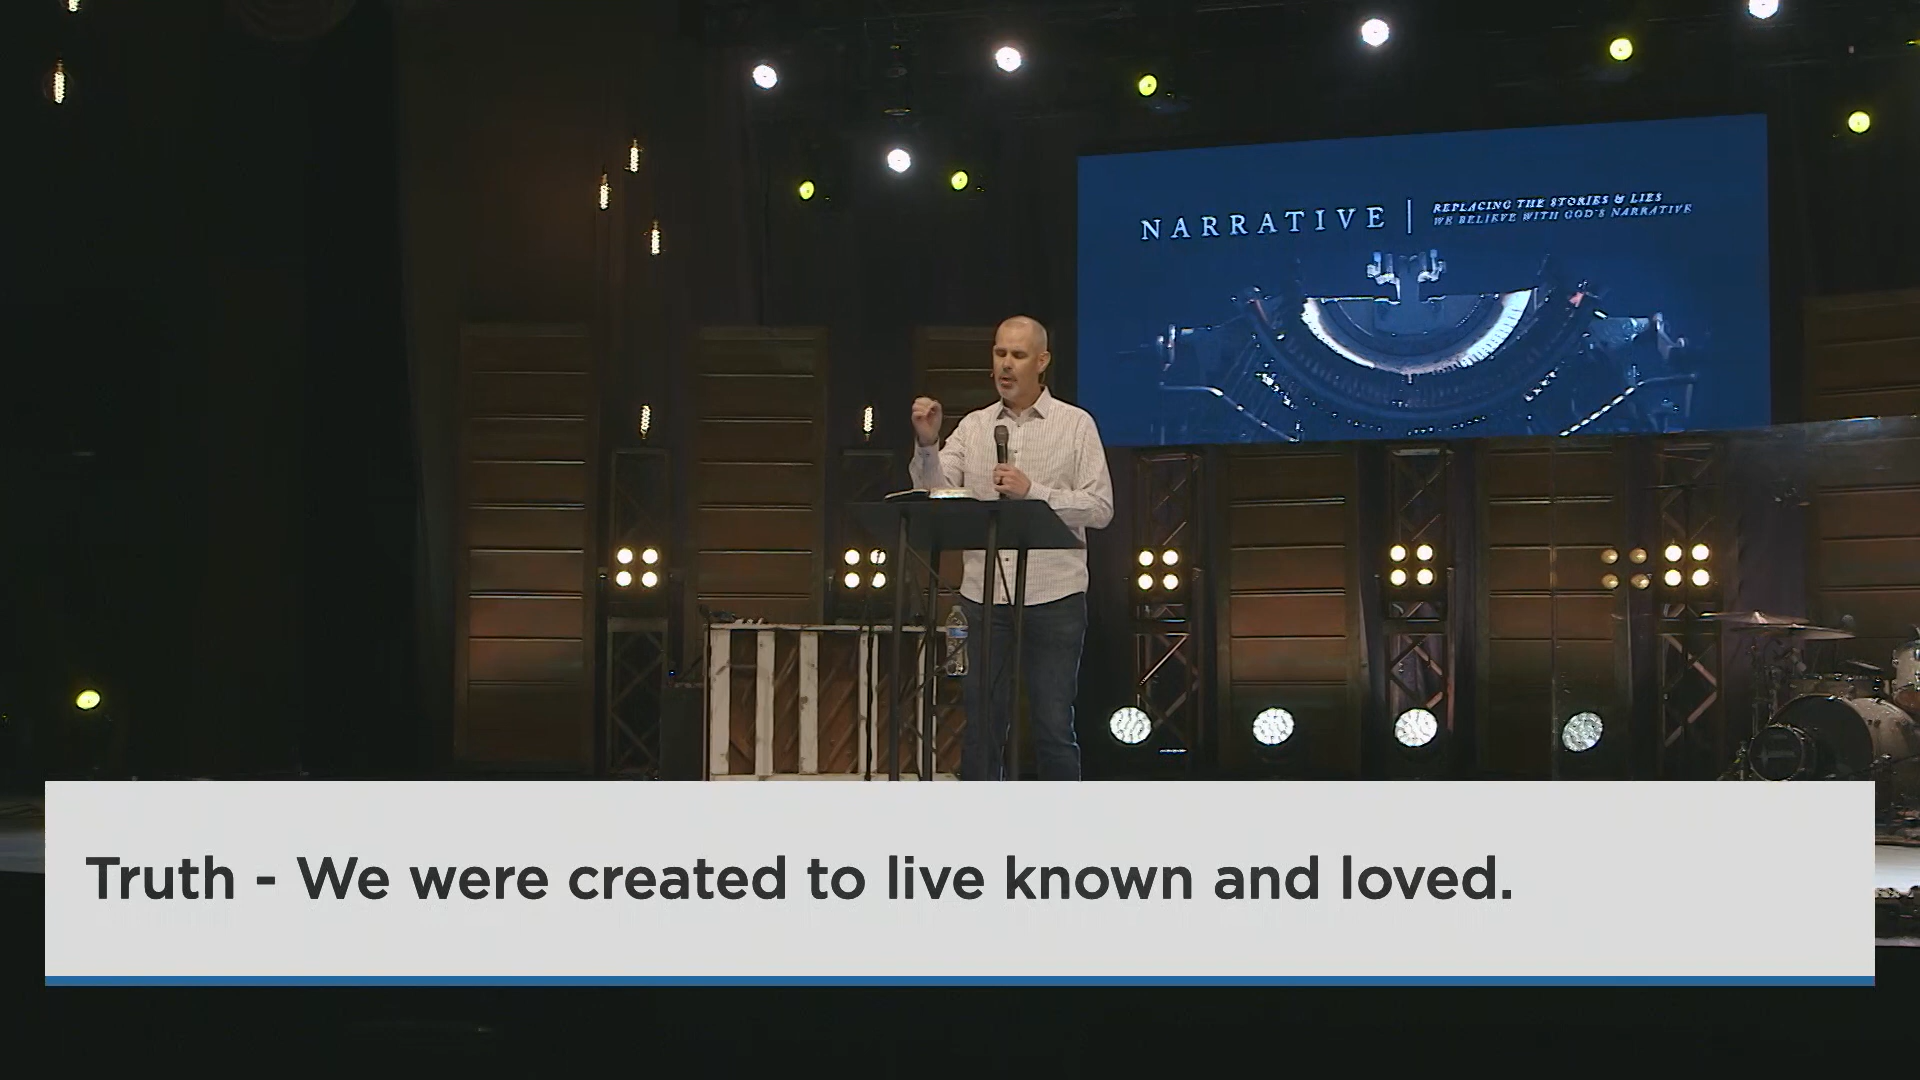 NARRATIVE
REPLACING THE STORIES & LIES
WE BELIEVE WITH GOD'S NARRATIVE
Truth - We were created to live known and loved.